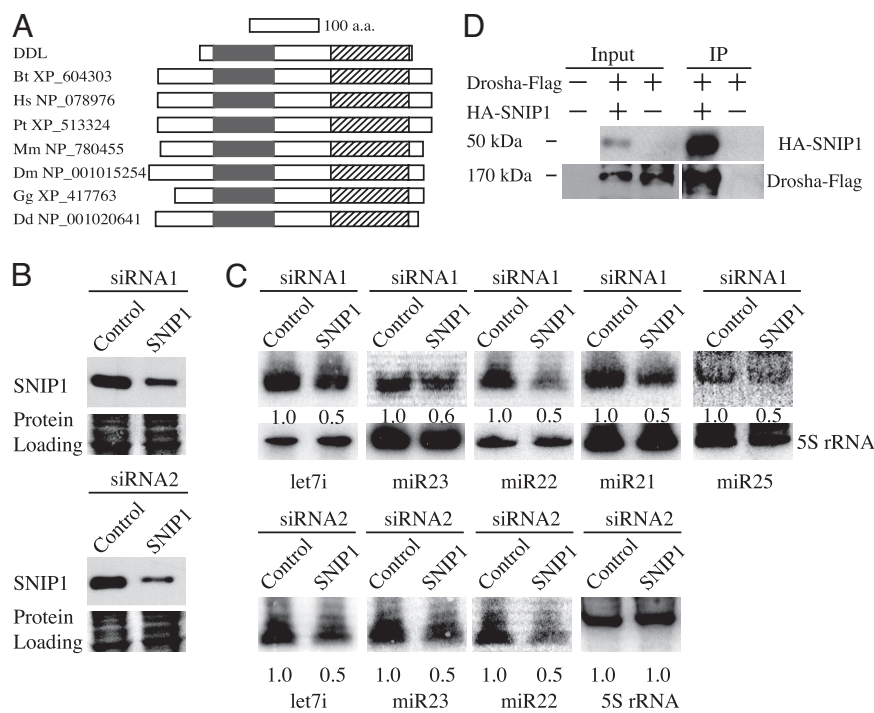 A
100 a.a.
DDL
Bt XP_604303
Hs NP_078976
Pt XP_513324
Mm NP_780455
Dm NP_001015254
Gg XP_417763
Dd NP_001020641
D
Input IP
Drosha-Flag − + + + +
HA-SNIP1 − + − + −
50 kDa − HA-SNIP1
170 kDa − Drosha-Flag
B
siRNA1
Control SNIP1
SNIP1
Protein
Loading
siRNA2
Control SNIP1
SNIP1
Protein
Loading
C
siRNA1 siRNA1 siRNA1 siRNA1 siRNA1
Control SNIP1 Control SNIP1 Control SNIP1 Control SNIP1 Control SNIP1
1.0 0.5 1.0 0.6 1.0 0.5 1.0 0.5 1.0 0.5
5S rRNA
let7i miR23 miR22 miR21 miR25
siRNA2 siRNA2 siRNA2 siRNA2
Control SNIP1 Control SNIP1 Control SNIP1 Control SNIP1
1.0 0.5 1.0 0.5 1.0 0.5 1.0 1.0
let7i miR23 miR22 5S rRNA